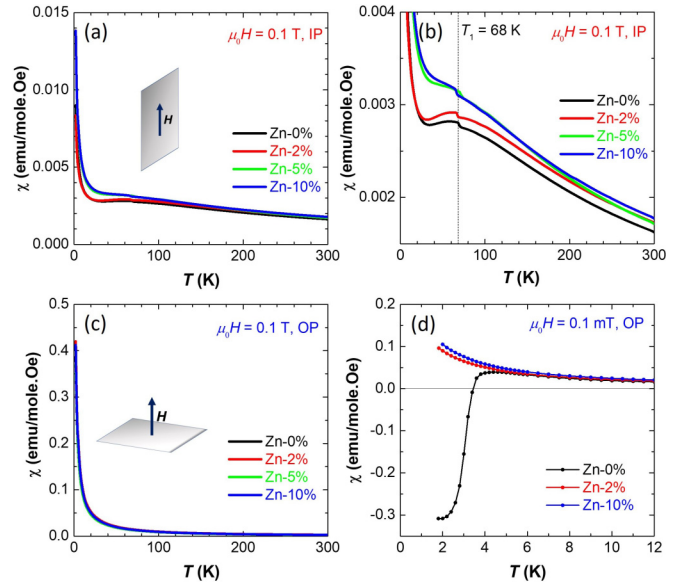 (a)
μ₀H = 0.1 T, IP
0.015
0.010
0.005
0.000
H
Zn-0%
Zn-2%
Zn-5%
Zn-10%
0
100
200
300
χ (emu/mole.Oe)
T (K)
(b)
T₁ = 68 K
μ₀H = 0.1 T, IP
0.004
0.003
0.002
Zn-0%
Zn-2%
Zn-5%
Zn-10%
0
100
200
300
χ (emu/mole.Oe)
T (K)
(c)
μ₀H = 0.1 T, OP
0.5
0.4
0.3
0.2
0.1
0.0
H
Zn-0%
Zn-2%
Zn-5%
Zn-10%
0
100
200
300
χ (emu/mole.Oe)
T (K)
(d)
μ₀H = 0.1 mT, OP
0.2
0.1
0.0
-0.1
-0.3
Zn-0%
Zn-2%
Zn-10%
0
2
4
6
8
10
12
χ (emu/mole.Oe)
T (K)